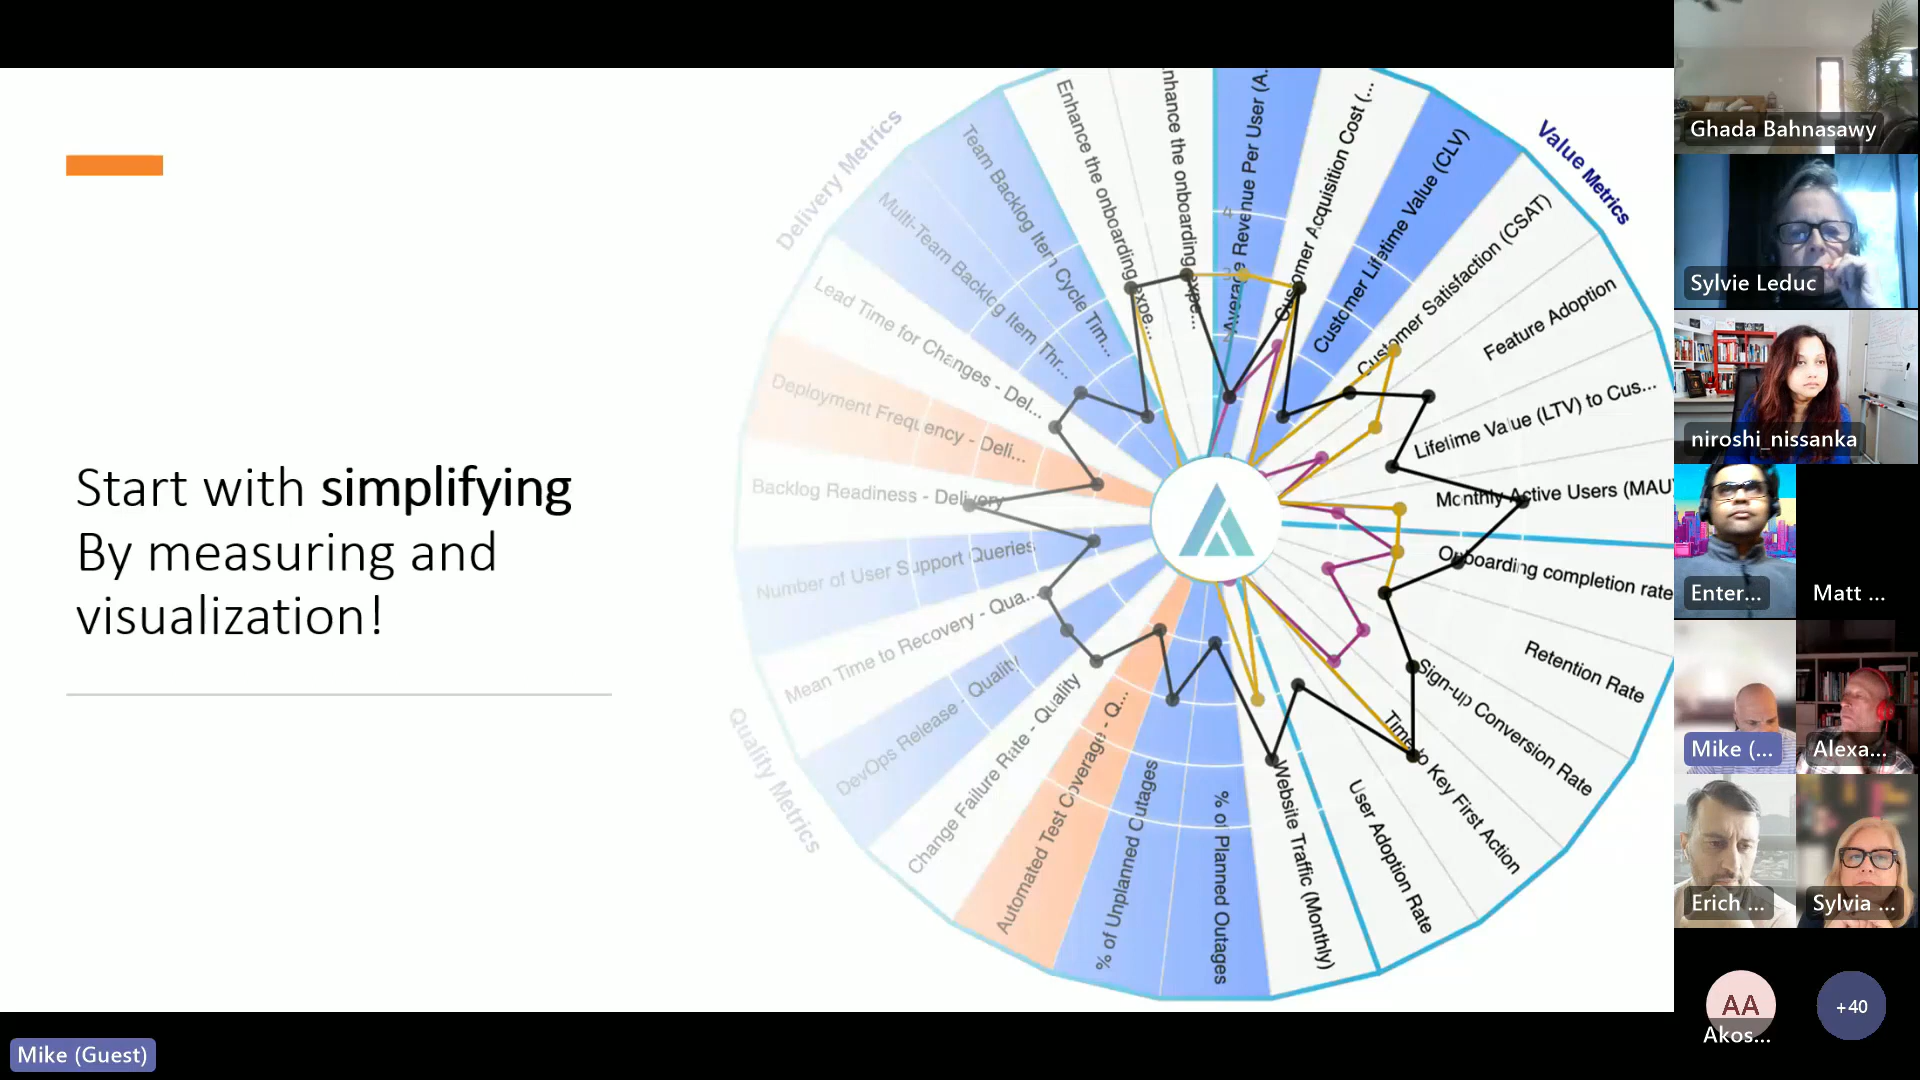 Start with simplifying
By measuring and
visualization!
Delivery Metrics
Value Metrics
Quality Metrics
Team Backlog Item Cycle Tim...
Multi-Team Backlog Item Thr...
Lead Time for Changes - Del...
Deployment Frequency - Deli...
Backlog Readiness - Delivery
Number of User Support Queries
Mean Time to Recovery - Qua...
DevOps Release - Quality
Change Failure Rate - Quality
Automated Test Coverage - Q...
% of Unplanned Outages
% of Planned Outages
Website Traffic (Monthly)
User Adoption Rate
Time to Key First Action
Sign-up Conversion Rate
Retention Rate
Onboarding completion rate
Monthly Active Users (MAU)
Lifetime Value (LTV) to Cus...
Feature Adoption
Customer Satisfaction (CSAT)
Customer Lifetime Value (CLV)
Customer Acquisition Cost (...
Average Revenue Per User (A.
nhance the onboarding expe...
Enhance the onboarding expe...
4
3
Ghada Bahnasawy
Sylvie Leduc
niroshi_nissanka
Enter...
Matt ...
Mike (...
Alexa...
Erich ...
Sylvia ...
AA
Akos...
+40
Mike (Guest)